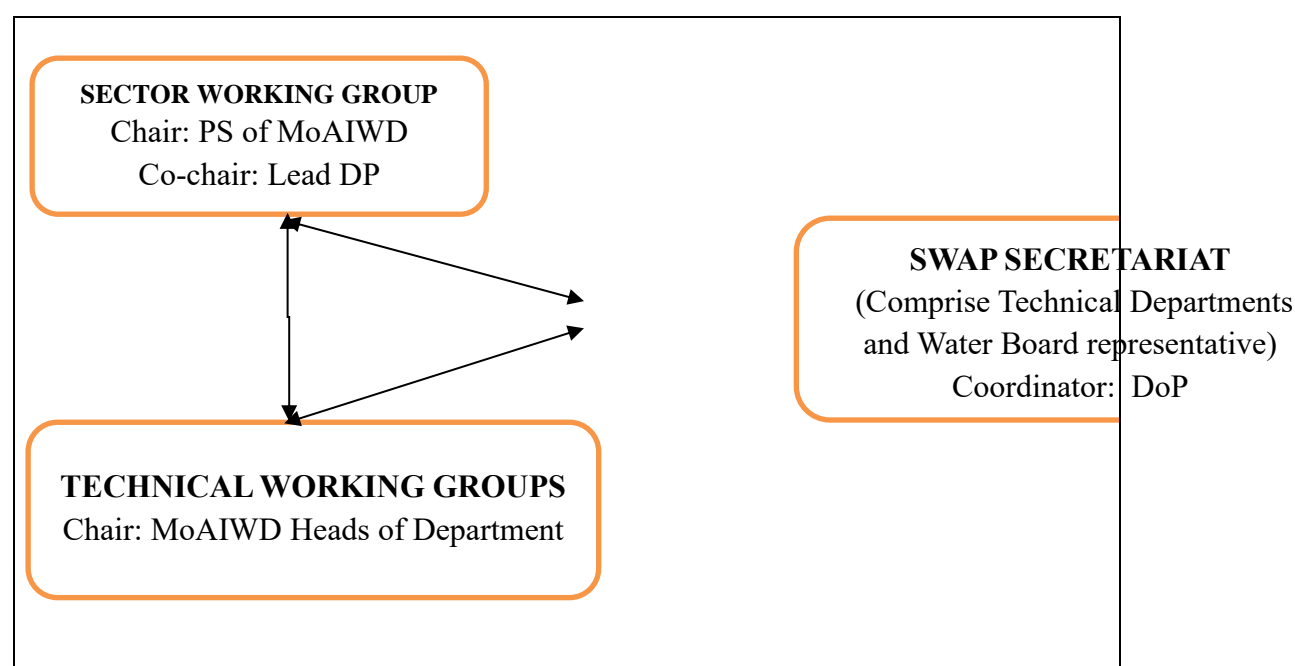 SECTOR WORKING GROUP
Chair: PS of MoAIWD
Co-chair: Lead DP
SWAP SECRETARIAT
(Comprise Technical Departments
and Water Board representative)
Coordinator: DoP
TECHNICAL WORKING GROUPS
Chair: MoAIWD Heads of Department